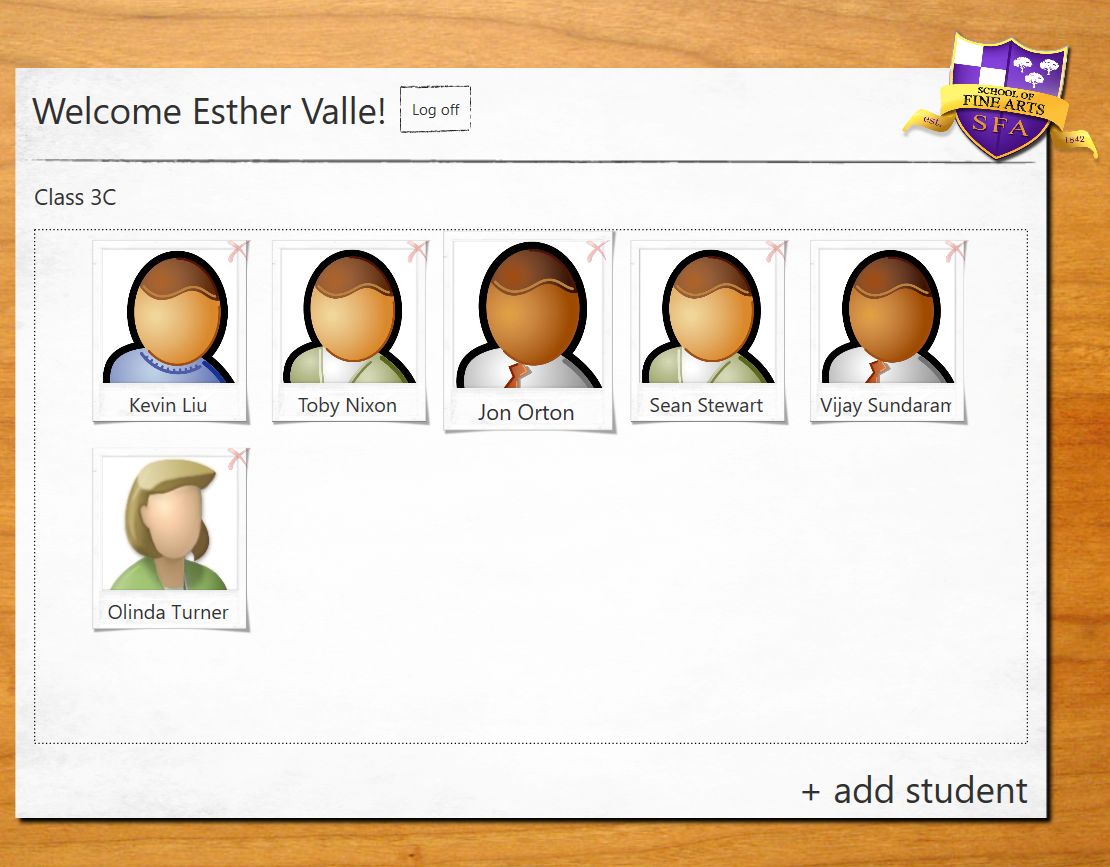 Welcome Esther Valle!
Log off
SCHOOL OF
FINE ARTS
est.
SFA
1842
Class 3C
Kevin Liu
Toby Nixon
Jon Orton
Sean Stewart
Vijay Sundaram
Olinda Turner
+ add student